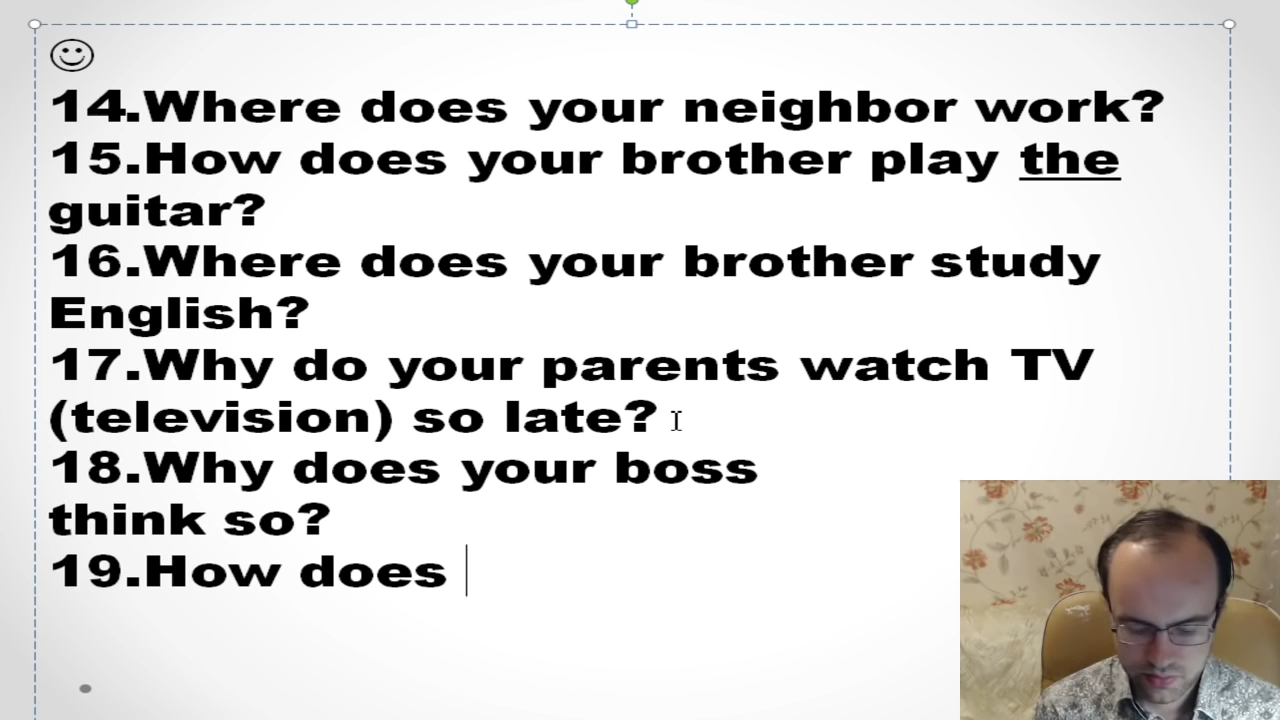 14.Where does your neighbor work?
15.How does your brother play the
guitar?
16.Where does your brother study
English?
17.Why do your parents watch TV
(television) so late?
18.Why does your boss
think so?
19.How does